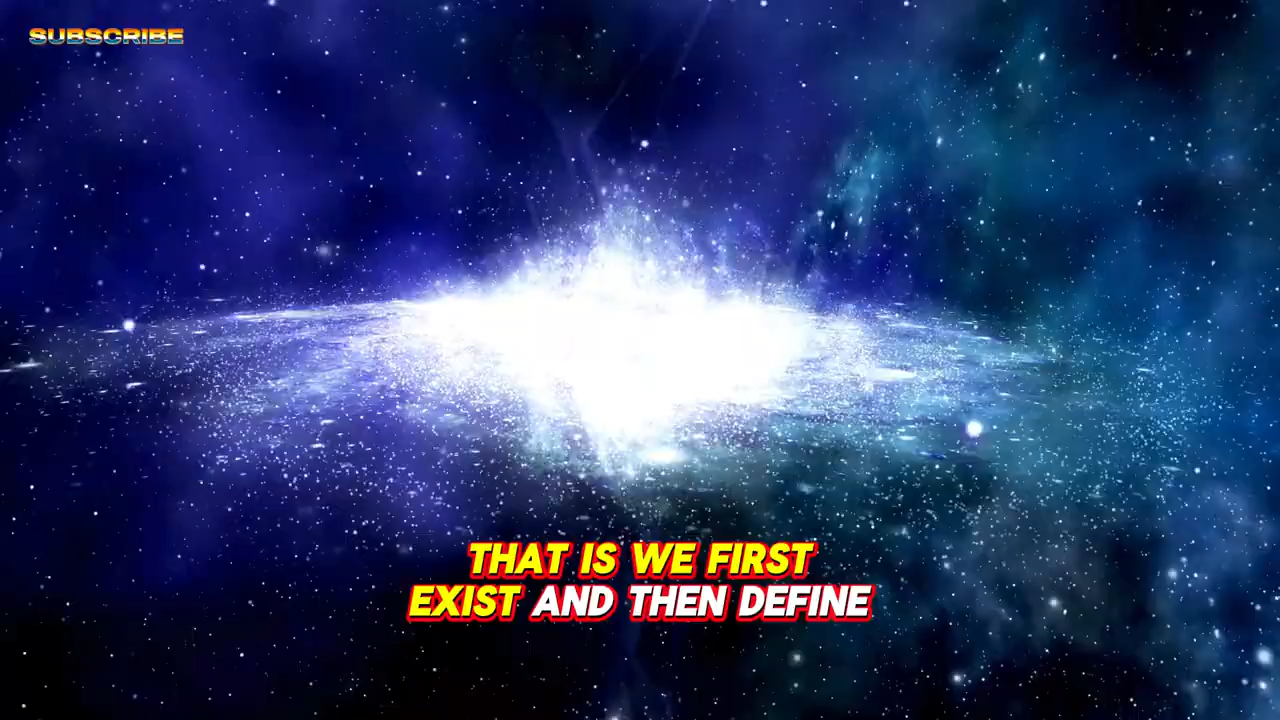 SUBSCRIBE
THAT IS WE FIRST
EXIST AND THEN DEFINE